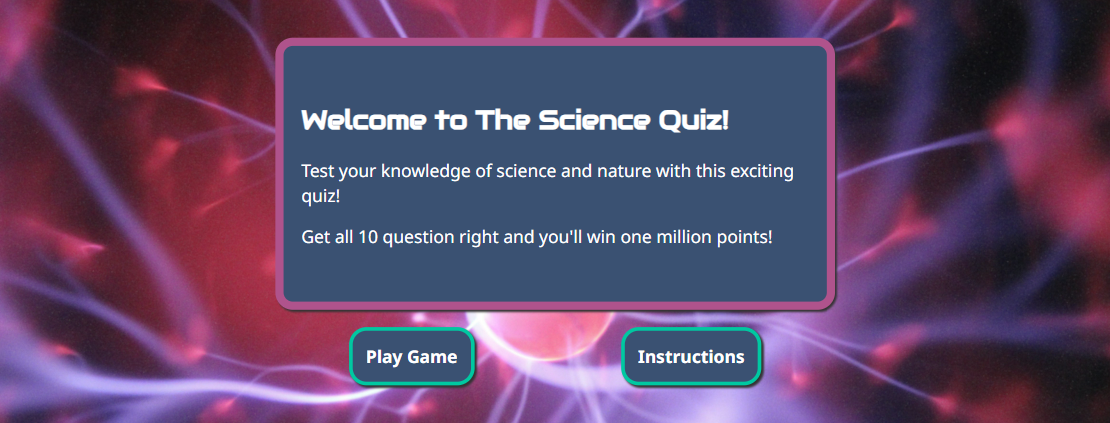 Welcome to The Science Quiz!
Test your knowledge of science and nature with this exciting
quiz!
Get all 10 question right and you'll win one million points!
Play Game
Instructions